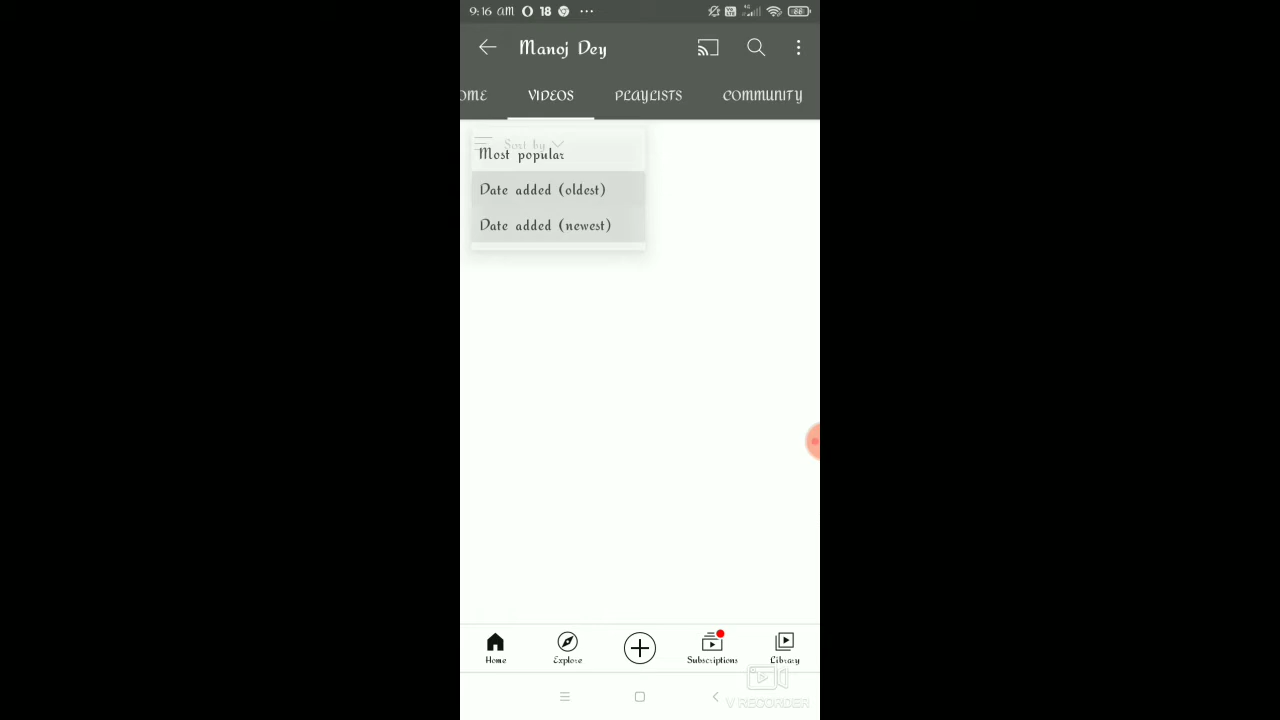 9:16 AM 18
Manoj Dey
OME VIDEOS PLAYLISTS COMMUNITY
Sort by
Most popular
Date added (oldest)
Date added (newest)
Home Explore Subscriptions Library
V RECORDER